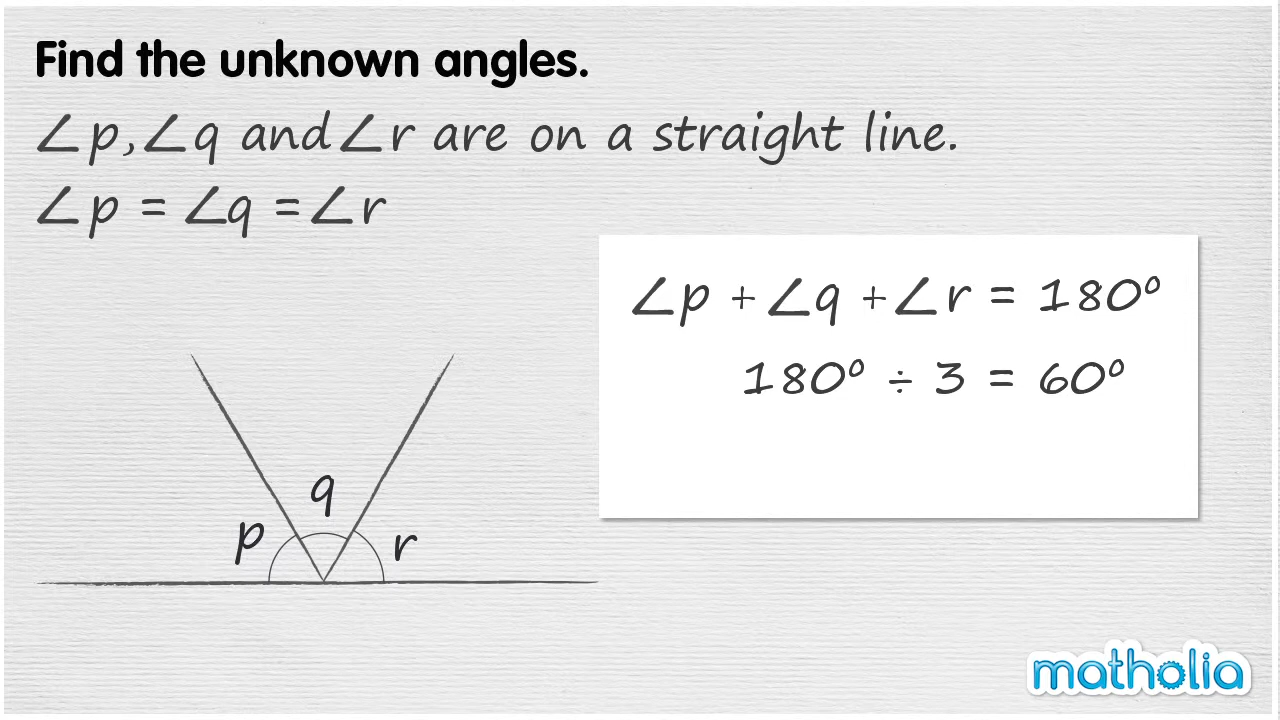 Find the unknown angles.
∠p, ∠q and ∠r are on a straight line.
∠p = ∠q = ∠r
∠p + ∠q + ∠r = 180°
180° ÷ 3 = 60°
q
p
r
matholia